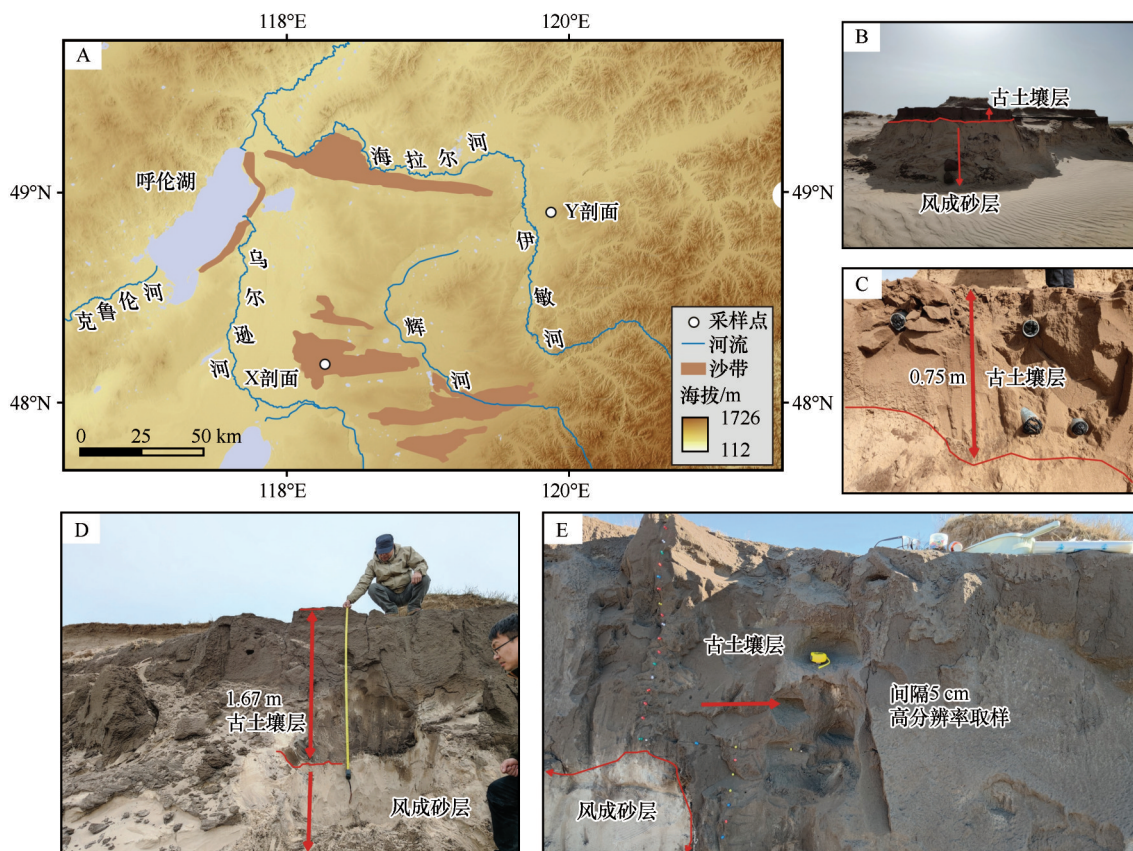 A
118°E
120°E
49°N
48°N
49°N
48°N
呼伦湖
海拉尔河
Y剖面
伊敏河
乌尔逊河
克鲁伦河
辉河
X剖面
0 25 50 km
采样点
河流
沙带
海拔/m
1726
112
118°E
120°E
B
古土壤层
风成砂层
C
0.75 m
古土壤层
D
1.67 m
古土壤层
风成砂层
E
古土壤层
间隔5 cm
高分辨率取样
风成砂层